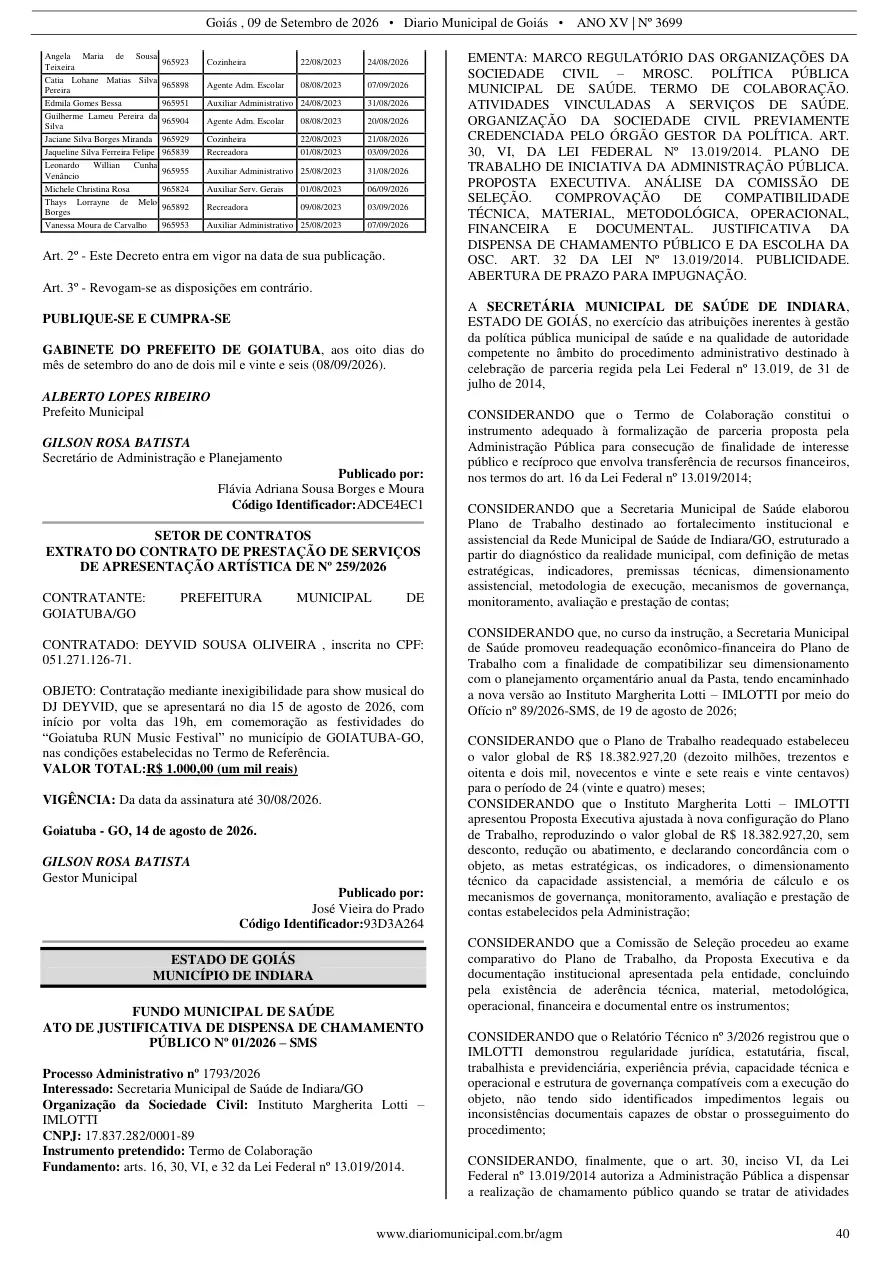 Goiás , 09 de Setembro de 2026 • Diario Municipal de Goiás • ANO XV | Nº 3699
Angela Maria de Sousa Teixeira 965923 Cozinheira 22/08/2023 24/08/2026
Catia Lohane Matias Silva Pereira 965898 Agente Adm. Escolar 08/08/2023 07/09/2026
Edmila Gomes Bessa 965951 Auxiliar Administrativo 24/08/2023 31/08/2026
Guilherme Lameu Pereira da Silva 965904 Agente Adm. Escolar 08/08/2023 20/08/2026
Jaciane Silva Borges Miranda 965929 Cozinheira 22/08/2023 21/08/2026
Jaqueline Silva Ferreira Felipe 965839 Recreadora 01/08/2023 03/09/2026
Leonardo Willian Cunha Venâncio 965955 Auxiliar Administrativo 25/08/2023 31/08/2026
Michele Christina Rosa 965824 Auxiliar Serv. Gerais 01/08/2023 06/09/2026
Thays Lorrayne de Melo Borges 965892 Recreadora 09/08/2023 03/09/2026
Vanessa Moura de Carvalho 965953 Auxiliar Administrativo 25/08/2023 07/09/2026
Art. 2º - Este Decreto entra em vigor na data de sua publicação.
Art. 3º - Revogam-se as disposições em contrário.
PUBLIQUE-SE E CUMPRA-SE
GABINETE DO PREFEITO DE GOIATUBA, aos oito dias do
mês de setembro do ano de dois mil e vinte e seis (08/09/2026).
ALBERTO LOPES RIBEIRO
Prefeito Municipal
GILSON ROSA BATISTA
Secretário de Administração e Planejamento
Publicado por:
Flávia Adriana Sousa Borges e Moura
Código Identificador:ADCE4EC1
SETOR DE CONTRATOS
EXTRATO DO CONTRATO DE PRESTAÇÃO DE SERVIÇOS
DE APRESENTAÇÃO ARTÍSTICA DE Nº 259/2026
CONTRATANTE: PREFEITURA MUNICIPAL DE
GOIATUBA/GO
CONTRATADO: DEYVID SOUSA OLIVEIRA , inscrita no CPF:
051.271.126-71.
OBJETO: Contratação mediante inexigibilidade para show musical do
DJ DEYVID, que se apresentará no dia 15 de agosto de 2026, com
início por volta das 19h, em comemoração as festividades do
“Goiatuba RUN Music Festival” no município de GOIATUBA-GO,
nas condições estabelecidas no Termo de Referência.
VALOR TOTAL:R$ 1.000,00 (um mil reais)
VIGÊNCIA: Da data da assinatura até 30/08/2026.
Goiatuba - GO, 14 de agosto de 2026.
GILSON ROSA BATISTA
Gestor Municipal
Publicado por:
José Vieira do Prado
Código Identificador:93D3A264
ESTADO DE GOIÁS
MUNICÍPIO DE INDIARA
FUNDO MUNICIPAL DE SAÚDE
ATO DE JUSTIFICATIVA DE DISPENSA DE CHAMAMENTO
PÚBLICO Nº 01/2026 – SMS
Processo Administrativo nº 1793/2026
Interessado: Secretaria Municipal de Saúde de Indiara/GO
Organização da Sociedade Civil: Instituto Margherita Lotti –
IMLOTTI
CNPJ: 17.837.282/0001-89
Instrumento pretendido: Termo de Colaboração
Fundamento: arts. 16, 30, VI, e 32 da Lei Federal nº 13.019/2014.
EMENTA: MARCO REGULATÓRIO DAS ORGANIZAÇÕES DA
SOCIEDADE CIVIL – MROSC. POLÍTICA PÚBLICA
MUNICIPAL DE SAÚDE. TERMO DE COLABORAÇÃO.
ATIVIDADES VINCULADAS A SERVIÇOS DE SAÚDE.
ORGANIZAÇÃO DA SOCIEDADE CIVIL PREVIAMENTE
CREDENCIADA PELO ÓRGÃO GESTOR DA POLÍTICA. ART.
30, VI, DA LEI FEDERAL Nº 13.019/2014. PLANO DE
TRABALHO DE INICIATIVA DA ADMINISTRAÇÃO PÚBLICA.
PROPOSTA EXECUTIVA. ANÁLISE DA COMISSÃO DE
SELEÇÃO. COMPROVAÇÃO DE COMPATIBILIDADE
TÉCNICA, MATERIAL, METODOLÓGICA, OPERACIONAL,
FINANCEIRA E DOCUMENTAL. JUSTIFICATIVA DA
DISPENSA DE CHAMAMENTO PÚBLICO E DA ESCOLHA DA
OSC. ART. 32 DA LEI Nº 13.019/2014. PUBLICIDADE.
ABERTURA DE PRAZO PARA IMPUGNAÇÃO.
A SECRETÁRIA MUNICIPAL DE SAÚDE DE INDIARA,
ESTADO DE GOIÁS, no exercício das atribuições inerentes à gestão
da política pública municipal de saúde e na qualidade de autoridade
competente no âmbito do procedimento administrativo destinado à
celebração de parceria regida pela Lei Federal nº 13.019, de 31 de
julho de 2014,
CONSIDERANDO que o Termo de Colaboração constitui o
instrumento adequado à formalização de parceria proposta pela
Administração Pública para consecução de finalidade de interesse
público e recíproco que envolva transferência de recursos financeiros,
nos termos do art. 16 da Lei Federal nº 13.019/2014;
CONSIDERANDO que a Secretaria Municipal de Saúde elaborou
Plano de Trabalho destinado ao fortalecimento institucional e
assistencial da Rede Municipal de Saúde de Indiara/GO, estruturado a
partir do diagnóstico da realidade municipal, com definição de metas
estratégicas, indicadores, premissas técnicas, dimensionamento
assistencial, metodologia de execução, mecanismos de governança,
monitoramento, avaliação e prestação de contas;
CONSIDERANDO que, no curso da instrução, a Secretaria Municipal
de Saúde promoveu readequação econômico-financeira do Plano de
Trabalho com a finalidade de compatibilizar seu dimensionamento
com o planejamento orçamentário anual da Pasta, tendo encaminhado
a nova versão ao Instituto Margherita Lotti – IMLOTTI por meio do
Ofício nº 89/2026-SMS, de 19 de agosto de 2026;
CONSIDERANDO que o Plano de Trabalho readequado estabeleceu
o valor global de R$ 18.382.927,20 (dezoito milhões, trezentos e
oitenta e dois mil, novecentos e vinte e sete reais e vinte centavos)
para o período de 24 (vinte e quatro) meses;
CONSIDERANDO que o Instituto Margherita Lotti – IMLOTTI
apresentou Proposta Executiva ajustada à nova configuração do Plano
de Trabalho, reproduzindo o valor global de R$ 18.382.927,20, sem
desconto, redução ou abatimento, e declarando concordância com o
objeto, as metas estratégicas, os indicadores, o dimensionamento
técnico da capacidade assistencial, a memória de cálculo e os
mecanismos de governança, monitoramento, avaliação e prestação de
contas estabelecidos pela Administração;
CONSIDERANDO que a Comissão de Seleção procedeu ao exame
comparativo do Plano de Trabalho, da Proposta Executiva e da
documentação institucional apresentada pela entidade, concluindo
pela existência de aderência técnica, material, metodológica,
operacional, financeira e documental entre os instrumentos;
CONSIDERANDO que o Relatório Técnico nº 3/2026 registrou que o
IMLOTTI demonstrou regularidade jurídica, estatutária, fiscal,
trabalhista e previdenciária, experiência prévia, capacidade técnica e
operacional e estrutura de governança compatíveis com a execução do
objeto, não tendo sido identificados impedimentos legais ou
inconsistências documentais capazes de obstar o prosseguimento do
procedimento;
CONSIDERANDO, finalmente, que o art. 30, inciso VI, da Lei
Federal nº 13.019/2014 autoriza a Administração Pública a dispensar
a realização de chamamento público quando se tratar de atividades
www.diariomunicipal.com.br/agm 40